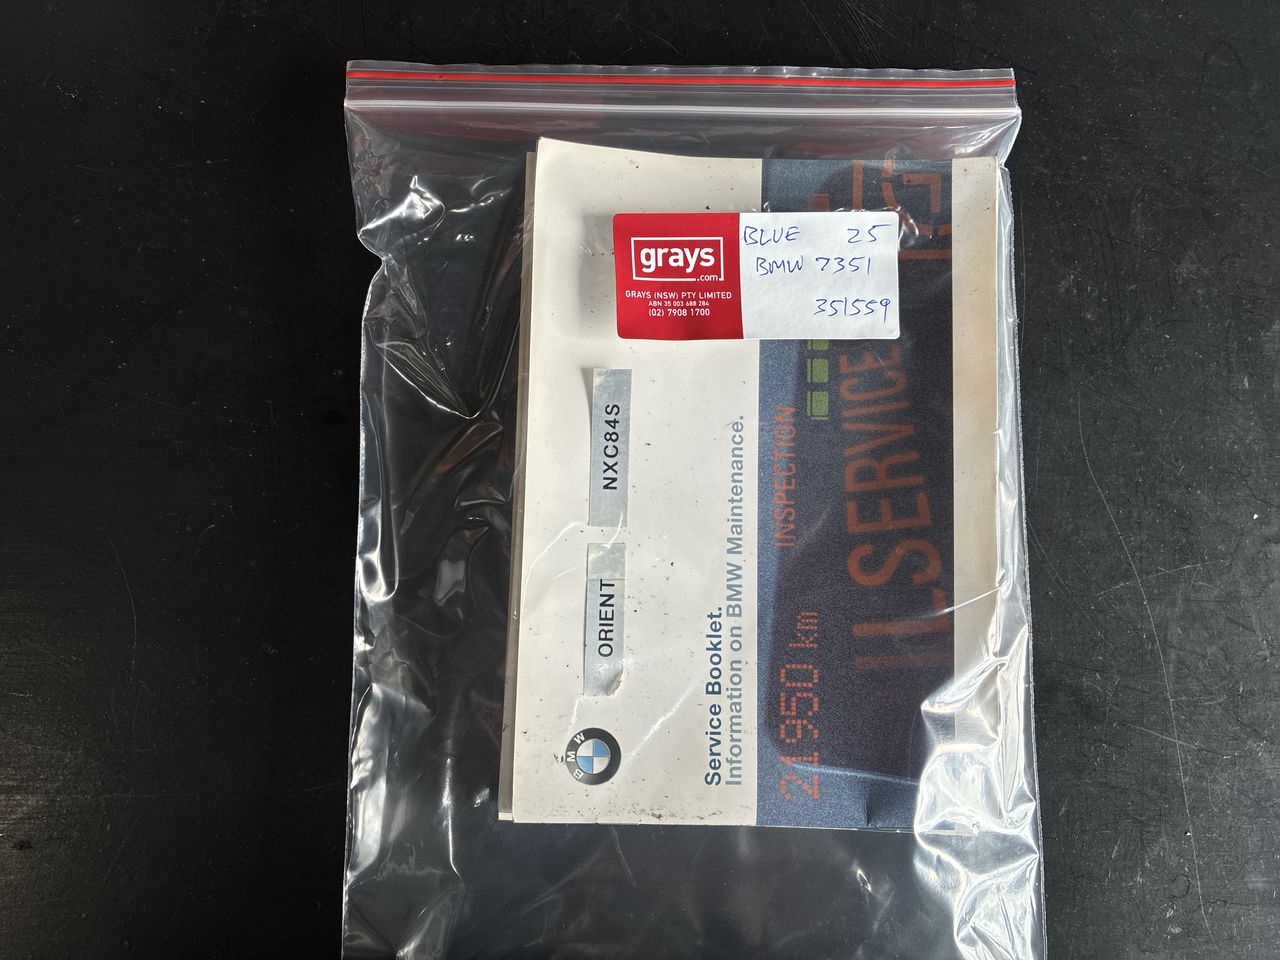 grays
.com
GRAYS (NSW) PTY LIMITED
ABN 35 003 688 284
(02) 7908 1700
BLUE 25
BMW 735i
351559
NXC84S
ORIENT
BMW
Service Booklet.
Information on BMW Maintenance.
INSPECTION
21950 km
SERVICE